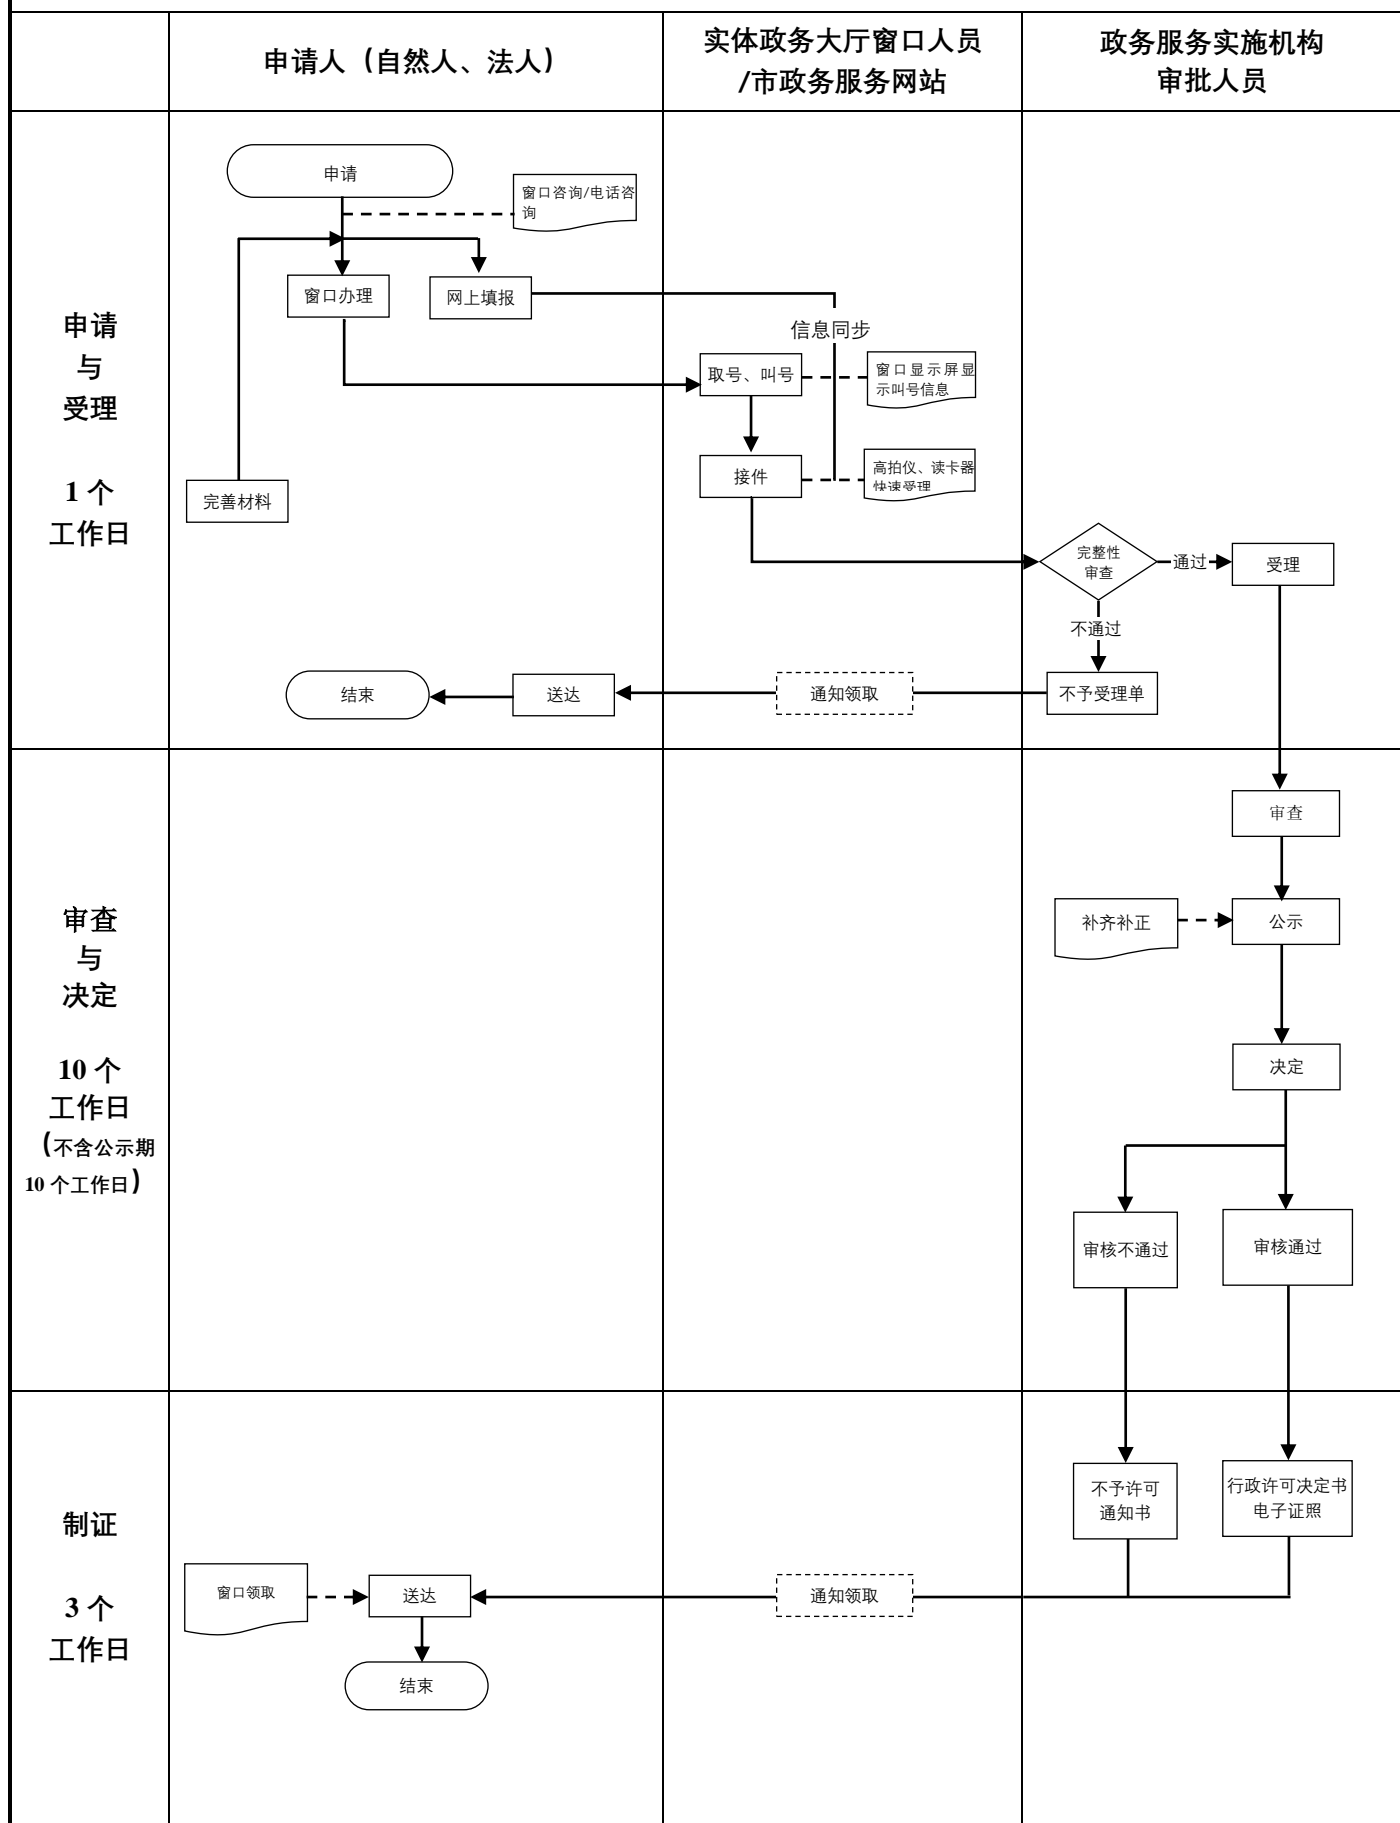 申请人（自然人、法人）
实体政务大厅窗口人员
/市政务服务网站
政务服务实施机构
审批人员
申请
与
受理
1 个
工作日
申请
窗口咨询/电话咨
询
窗口办理
网上填报
信息同步
取号、叫号
窗口显示屏显
示叫号信息
接件
高拍仪、读卡器
快速受理
完善材料
完整性
审查
通过
受理
不通过
不予受理单
通知领取
送达
结束
审查
与
决定
10 个
工作日
（不含公示期
10 个工作日）
审查
补齐补正
公示
决定
审核不通过
审核通过
制证
3 个
工作日
不予许可
通知书
行政许可决定书
电子证照
窗口领取
送达
通知领取
结束